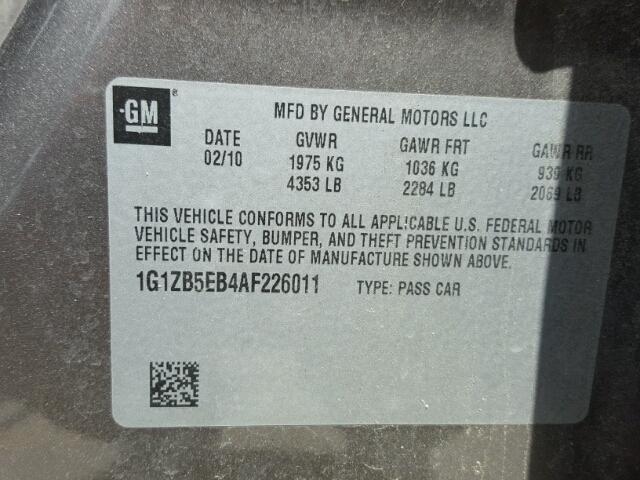 GM®
MFD BY GENERAL MOTORS LLC
DATE GVWR GAWR FRT GAWR RR
02/10 1975 KG 1036 KG 939 KG
4353 LB 2284 LB 2069 LB
THIS VEHICLE CONFORMS TO ALL APPLICABLE U.S. FEDERAL MOTOR
VEHICLE SAFETY, BUMPER, AND THEFT PREVENTION STANDARDS IN
EFFECT ON THE DATE OF MANUFACTURE SHOWN ABOVE.
1G1ZB5EB4AF226011 TYPE: PASS CAR